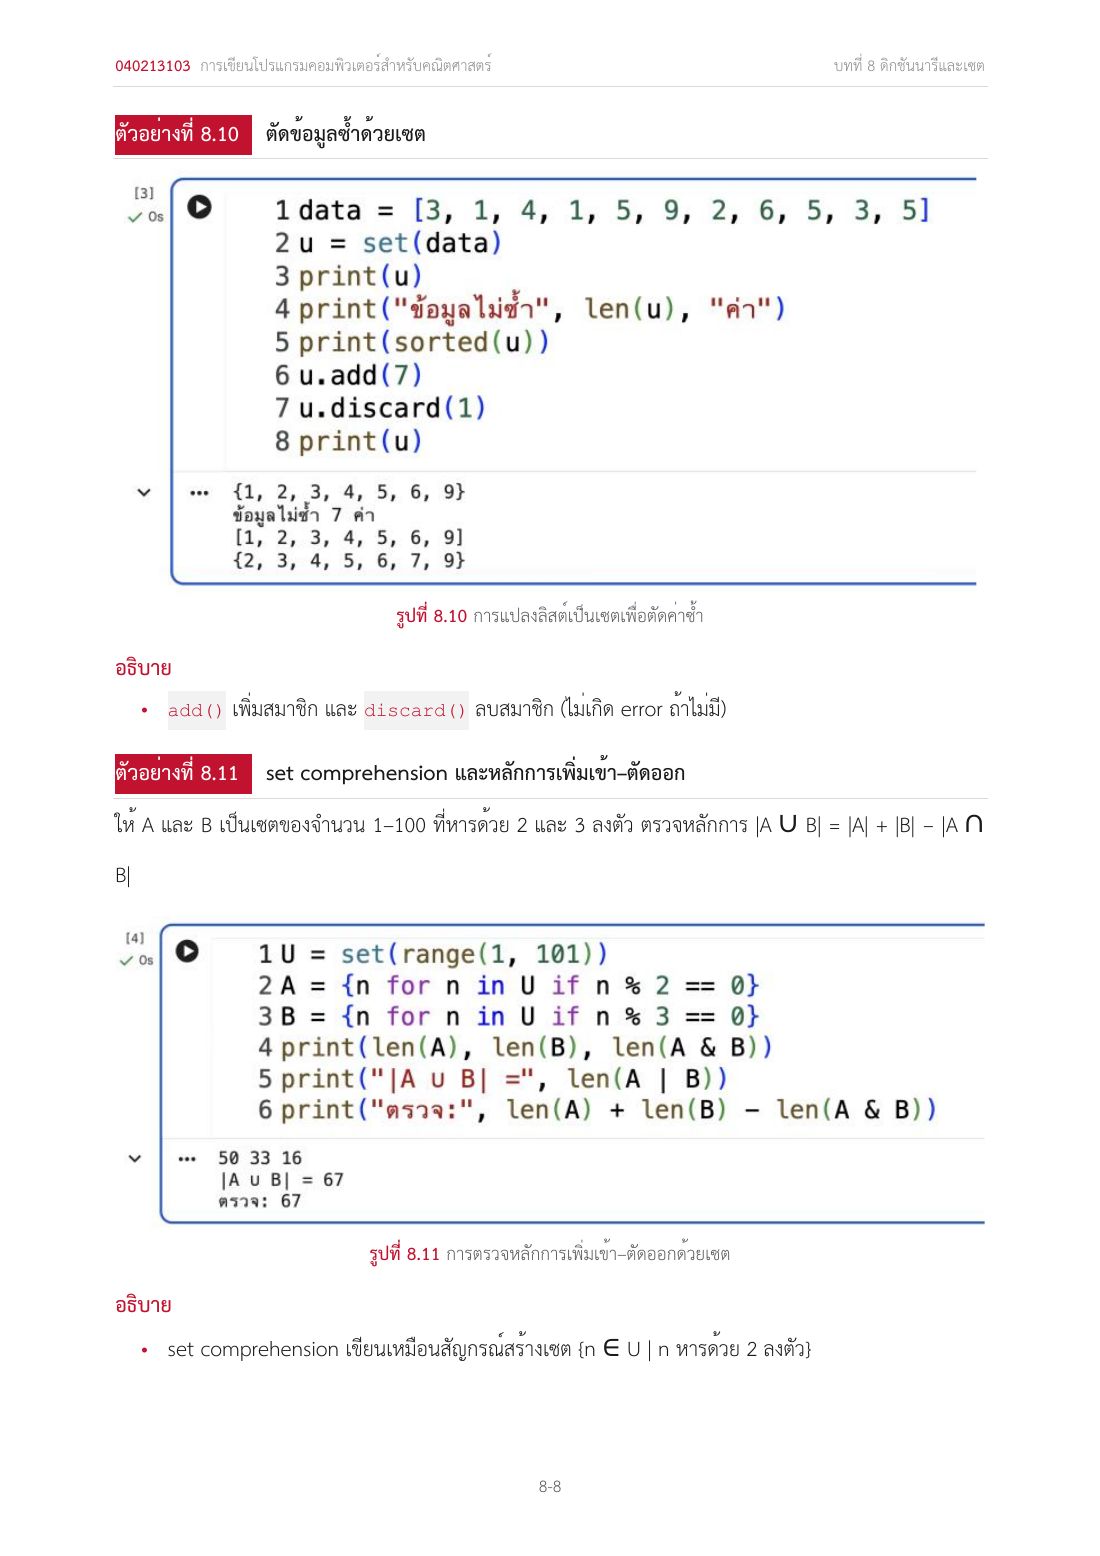 040213103 การเขียนโปรแกรมคอมพิวเตอร์สำหรับคณิตศาสตร์ บทที่ 8 ดิกชันนารีและเซต
ตัวอย่างที่ 8.10 ตัดข้อมูลซ้ำด้วยเซต
[3]
0s
1 data = [3, 1, 4, 1, 5, 9, 2, 6, 5, 3, 5]
2 u = set(data)
3 print(u)
4 print("ข้อมูลไม่ซ้ำ", len(u), "ค่า")
5 print(sorted(u))
6 u.add(7)
7 u.discard(1)
8 print(u)
{1, 2, 3, 4, 5, 6, 9}
ข้อมูลไม่ซ้ำ 7 ค่า
[1, 2, 3, 4, 5, 6, 9]
{2, 3, 4, 5, 6, 7, 9}
รูปที่ 8.10 การแปลงลิสต์เป็นเซตเพื่อตัดค่าซ้ำ
อธิบาย
• add() เพิ่มสมาชิก และ discard() ลบสมาชิก (ไม่เกิด error ถ้าไม่มี)
ตัวอย่างที่ 8.11 set comprehension และหลักการเพิ่มเข้า–ตัดออก
ให้ A และ B เป็นเซตของจำนวน 1–100 ที่หารด้วย 2 และ 3 ลงตัว ตรวจหลักการ |A ∪ B| = |A| + |B| – |A ∩
B|
[4]
0s
1 U = set(range(1, 101))
2 A = {n for n in U if n % 2 == 0}
3 B = {n for n in U if n % 3 == 0}
4 print(len(A), len(B), len(A & B))
5 print("|A ∪ B| =", len(A | B))
6 print("ตรวจ:", len(A) + len(B) - len(A & B))
50 33 16
|A ∪ B| = 67
ตรวจ: 67
รูปที่ 8.11 การตรวจหลักการเพิ่มเข้า–ตัดออกด้วยเซต
อธิบาย
• set comprehension เขียนเหมือนสัญกรณ์สร้างเซต {n ∈ U | n หารด้วย 2 ลงตัว}
8-8